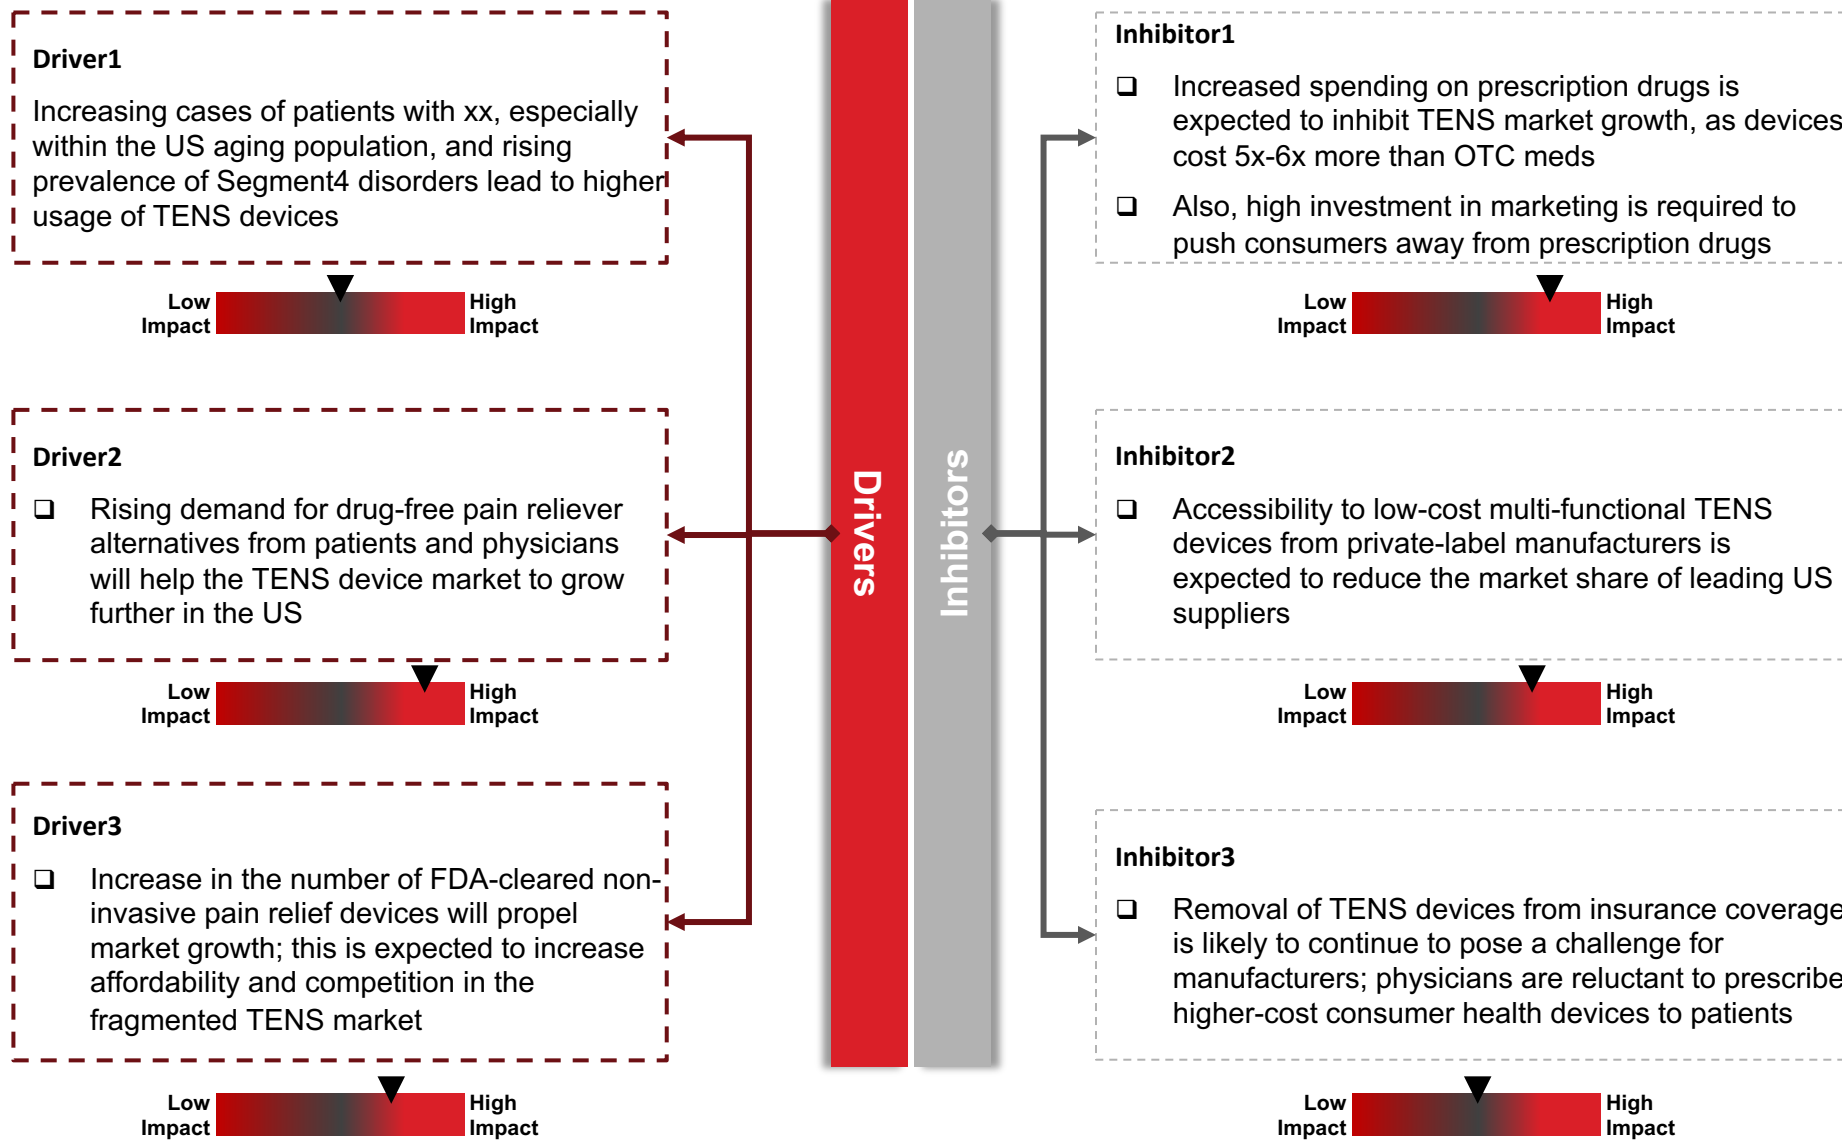 Driver1
Increasing cases of patients with xx, especially
within the US aging population, and rising
prevalence of Segment4 disorders lead to higher
usage of TENS devices
Low
Impact
High
Impact
Driver2
❑ Rising demand for drug-free pain reliever
alternatives from patients and physicians
will help the TENS device market to grow
further in the US
Low
Impact
High
Impact
Driver3
❑ Increase in the number of FDA-cleared non-
invasive pain relief devices will propel
market growth; this is expected to increase
affordability and competition in the
fragmented TENS market
Low
Impact
High
Impact
Drivers
Inhibitors
Inhibitor1
❑ Increased spending on prescription drugs is
expected to inhibit TENS market growth, as devices
cost 5x-6x more than OTC meds
❑ Also, high investment in marketing is required to
push consumers away from prescription drugs
Low
Impact
High
Impact
Inhibitor2
❑ Accessibility to low-cost multi-functional TENS
devices from private-label manufacturers is
expected to reduce the market share of leading US
suppliers
Low
Impact
High
Impact
Inhibitor3
❑ Removal of TENS devices from insurance coverage
is likely to continue to pose a challenge for
manufacturers; physicians are reluctant to prescribe
higher-cost consumer health devices to patients
Low
Impact
High
Impact